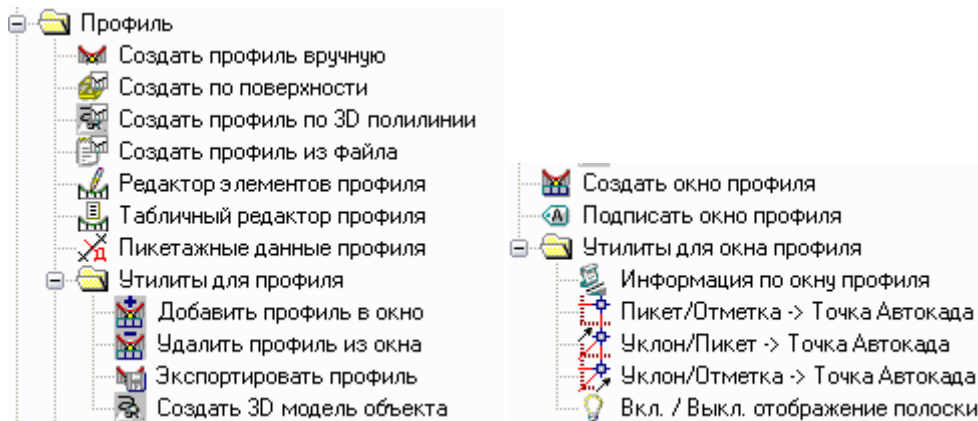 Профиль
Создать профиль вручную
Создать по поверхности
Создать профиль по 3D полилинии
Создать профиль из файла
Редактор элементов профиля
Табличный редактор профиля
Пикетажные данные профиля
Утилиты для профиля
Добавить профиль в окно
Удалить профиль из окна
Экспортировать профиль
Создать 3D модель объекта
Создать окно профиля
Подписать окно профиля
Утилиты для окна профиля
Информация по окну профиля
Пикет/Отметка -> Точка Автокада
Уклон/Пикет -> Точка Автокада
Уклон/Отметка -> Точка Автокада
Вкл. / Выкл. отображение полоски